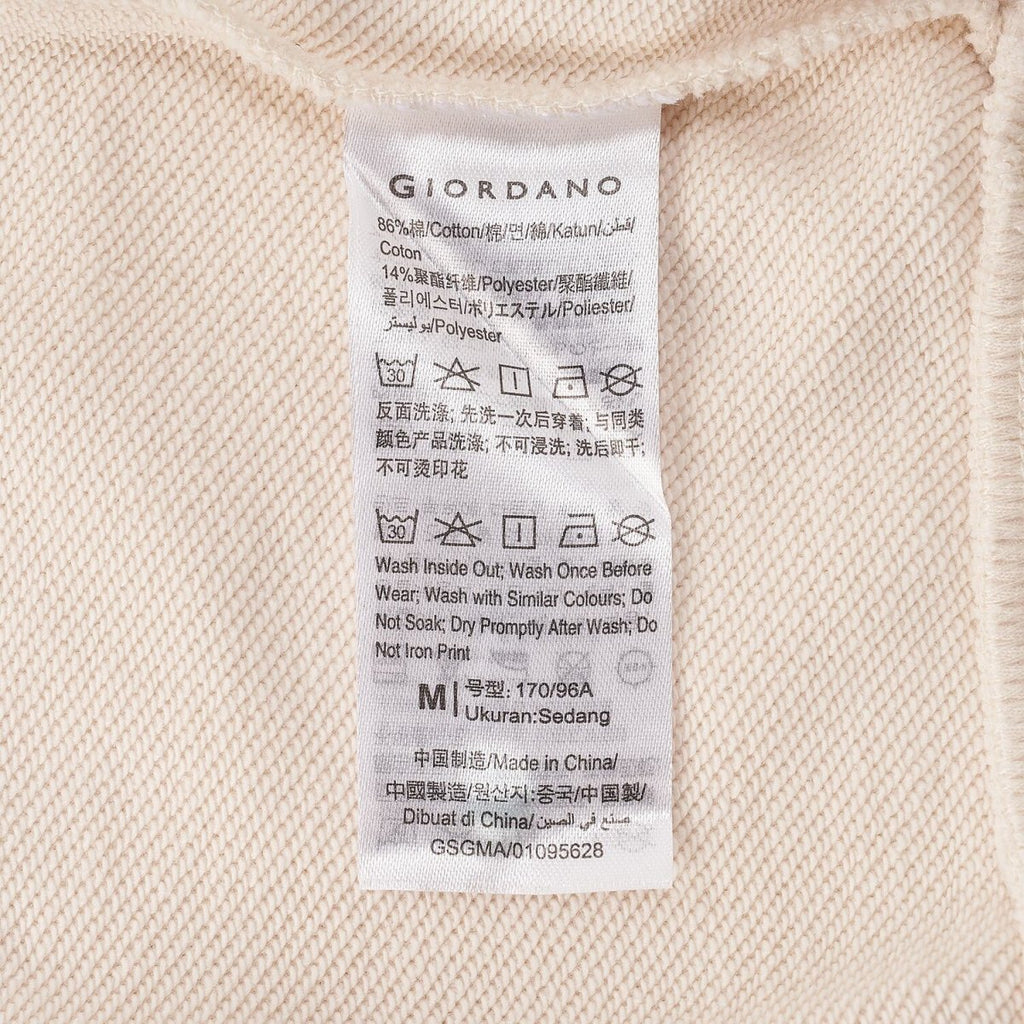 GIORDANO
86%棉/Cotton/棉/면/綿/Katun/قطن/
Coton
14%聚酯纤维/Polyester/聚酯纖維/
폴리에스터/ポリエステル/Poliester/
بوليستر/Polyester
30
反面洗涤; 先洗一次后穿着; 与同类
颜色产品洗涤; 不可浸洗; 洗后即干;
不可烫印花
30
Wash Inside Out; Wash Once Before
Wear; Wash with Similar Colours; Do
Not Soak; Dry Promptly After Wash; Do
Not Iron Print
M 号型: 170/96A
Ukuran:Sedang
中国制造/Made in China/
中國製造/원산지:중국/中国製/
Dibuat di China/صنع في الصين
GSGMA/01095628